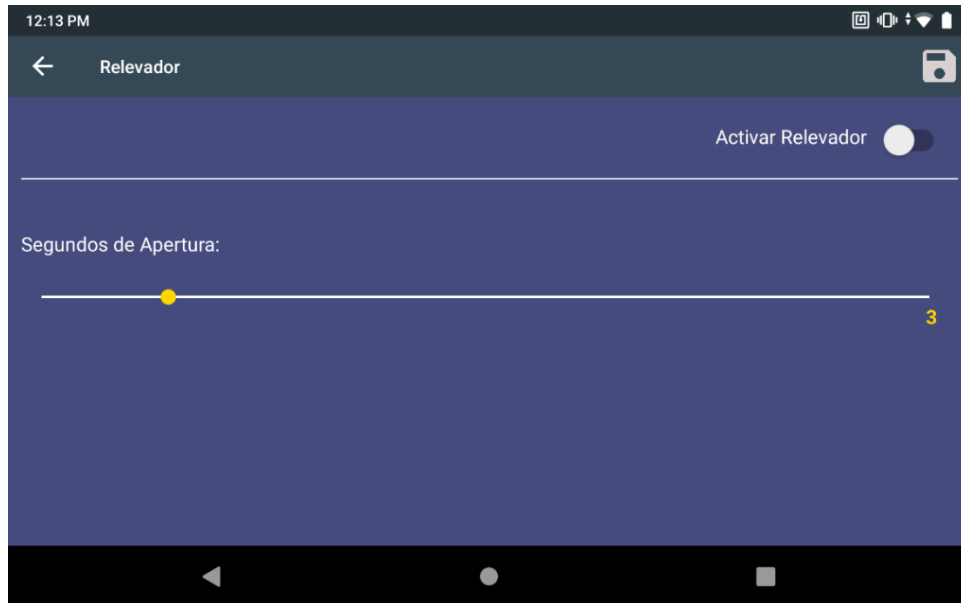 12:13 PM
Relevador
Activar Relevador
Segundos de Apertura:
3